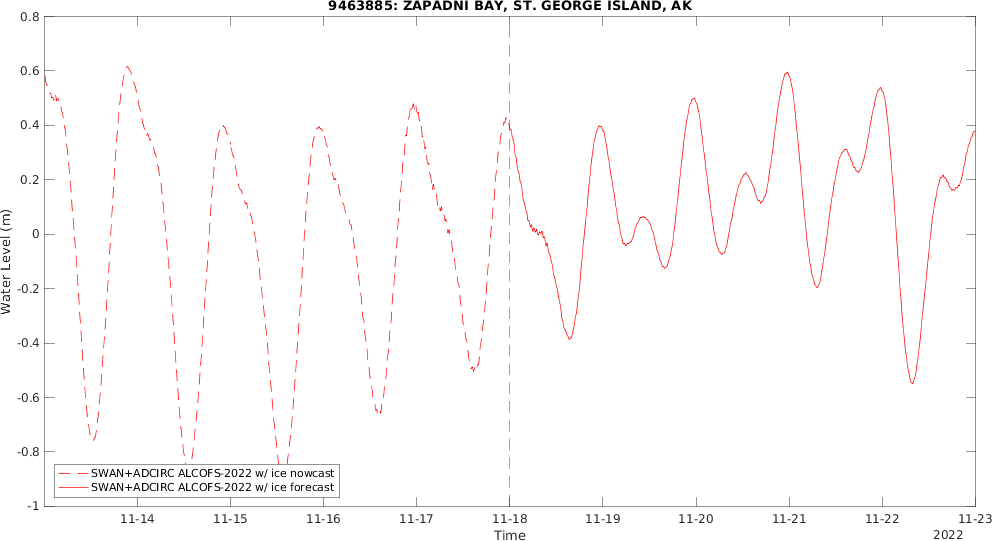 9463885: ZAPADNI BAY, ST. GEORGE ISLAND, AK
0.8
0.6
0.4
0.2
0
-0.2
-0.4
-0.6
-0.8
-1
Water Level (m)
SWAN+ADCIRC ALCOFS-2022 w/ ice nowcast
SWAN+ADCIRC ALCOFS-2022 w/ ice forecast
11-14 11-15 11-16 11-17 11-18 11-19 11-20 11-21 11-22 11-23
Time
2022